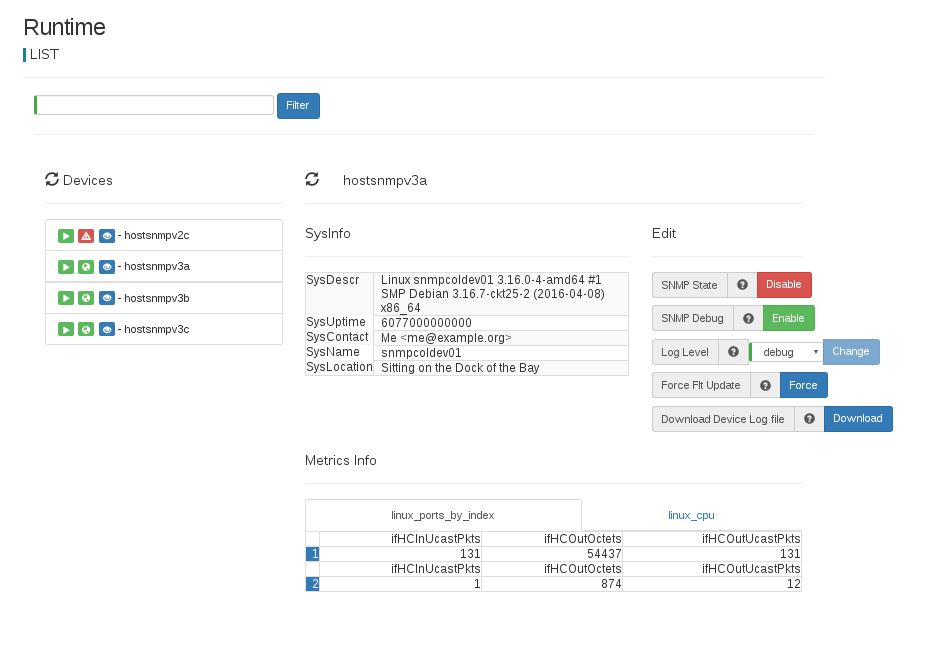 Runtime
LIST
Filter
Devices
hostsnmpv3a
- hostsnmpv2c
- hostsnmpv3a
- hostsnmpv3b
- hostsnmpv3c
SysInfo
SysDescr Linux snmpcoldev01 3.16.0-4-amd64 #1
SMP Debian 3.16.7-ckt25-2 (2016-04-08)
x86_64
SysUptime 6077000000000
SysContact Me <me@example.org>
SysName snmpcoldev01
SysLocation Sitting on the Dock of the Bay
Edit
SNMP State ? Disable
SNMP Debug ? Enable
Log Level ? debug Change
Force Flt Update ? Force
Download Device Log file ? Download
Metrics Info
linux_ports_by_index linux_cpu
ifHCInUcastPkts ifHCOutOctets ifHCOutUcastPkts
1 131 54437 131
ifHCInUcastPkts ifHCOutOctets ifHCOutUcastPkts
2 1 874 12